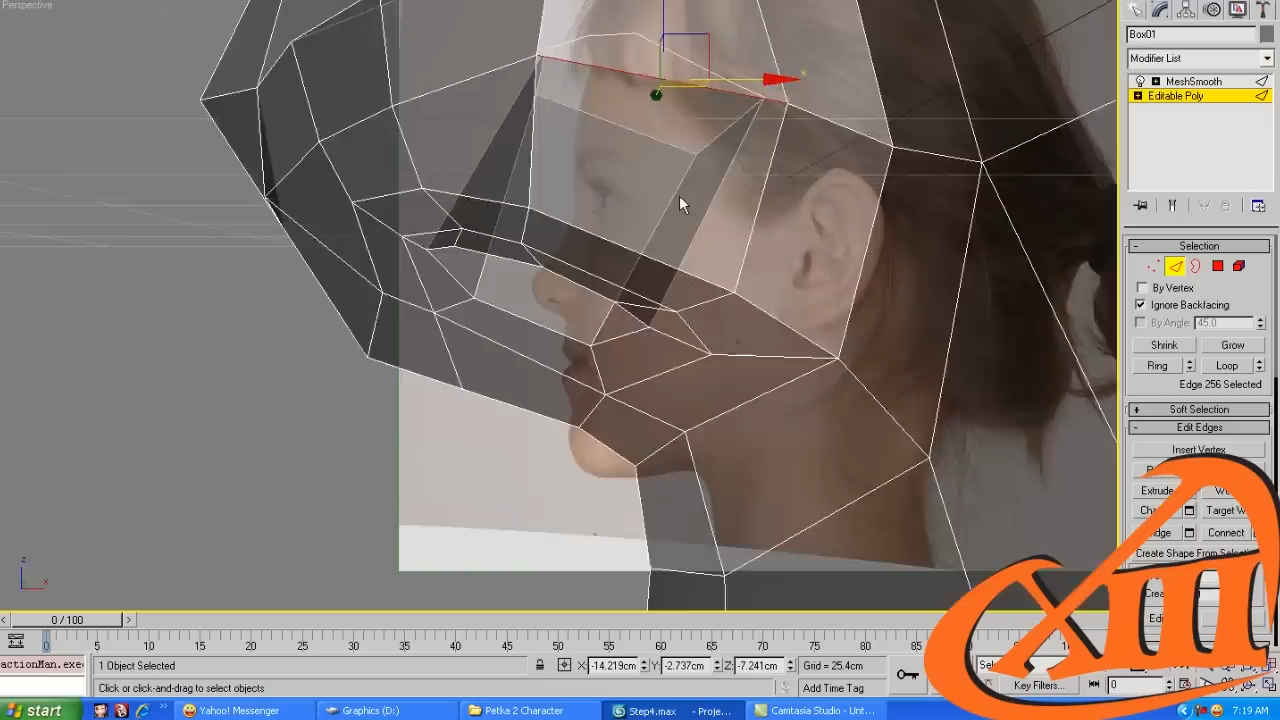 Perspective
Box01
Modifier List
MeshSmooth
Editable Poly
Selection
By Vertex
Ignore Backfacing
By Angle: 45.0
Shrink Grow
Ring Loop
Edge 256 Selected
Soft Selection
Edit Edges
Insert Vertex
Extrude
Target W
Connect
Create Shape From Selec
XIII
z
x
x
0 / 100
0 5 10 15 20 25 30 35 40 45 50 55 60 65 70 75 80 85 90
actionMan.exe
1 Object Selected
X: -14.219cm Y: -2.737cm Z: -7.241cm
Grid = 25.4cm
Click or click-and-drag to select objects
Add Time Tag
Key Filters...
0
start
Yahoo! Messenger
Graphics (D:)
Petka 2 Character
Step4.max - Proje...
Camtasia Studio - Unt...
7:19 AM